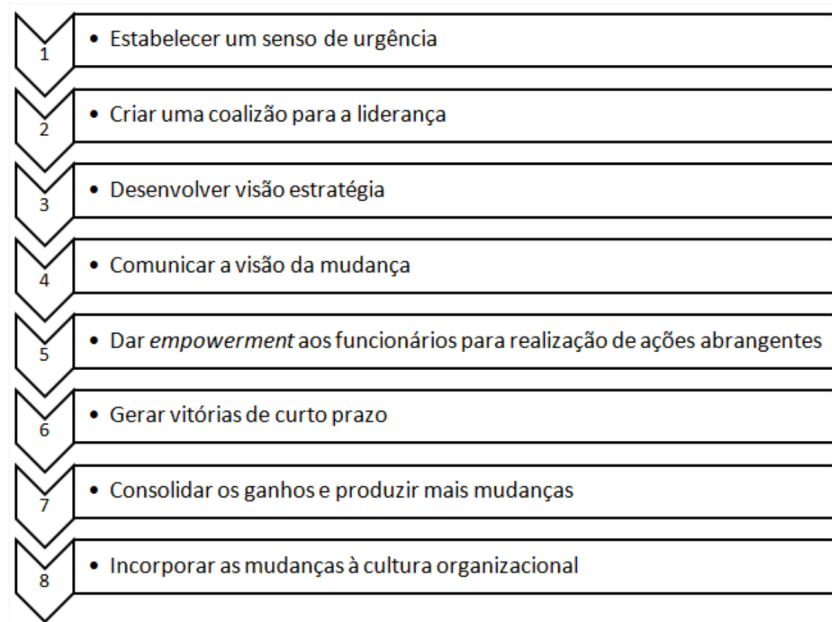 1 • Estabelecer um senso de urgência
2 • Criar uma coalizão para a liderança
3 • Desenvolver visão estratégia
4 • Comunicar a visão da mudança
5 • Dar empowerment aos funcionários para realização de ações abrangentes
6 • Gerar vitórias de curto prazo
7 • Consolidar os ganhos e produzir mais mudanças
8 • Incorporar as mudanças à cultura organizacional